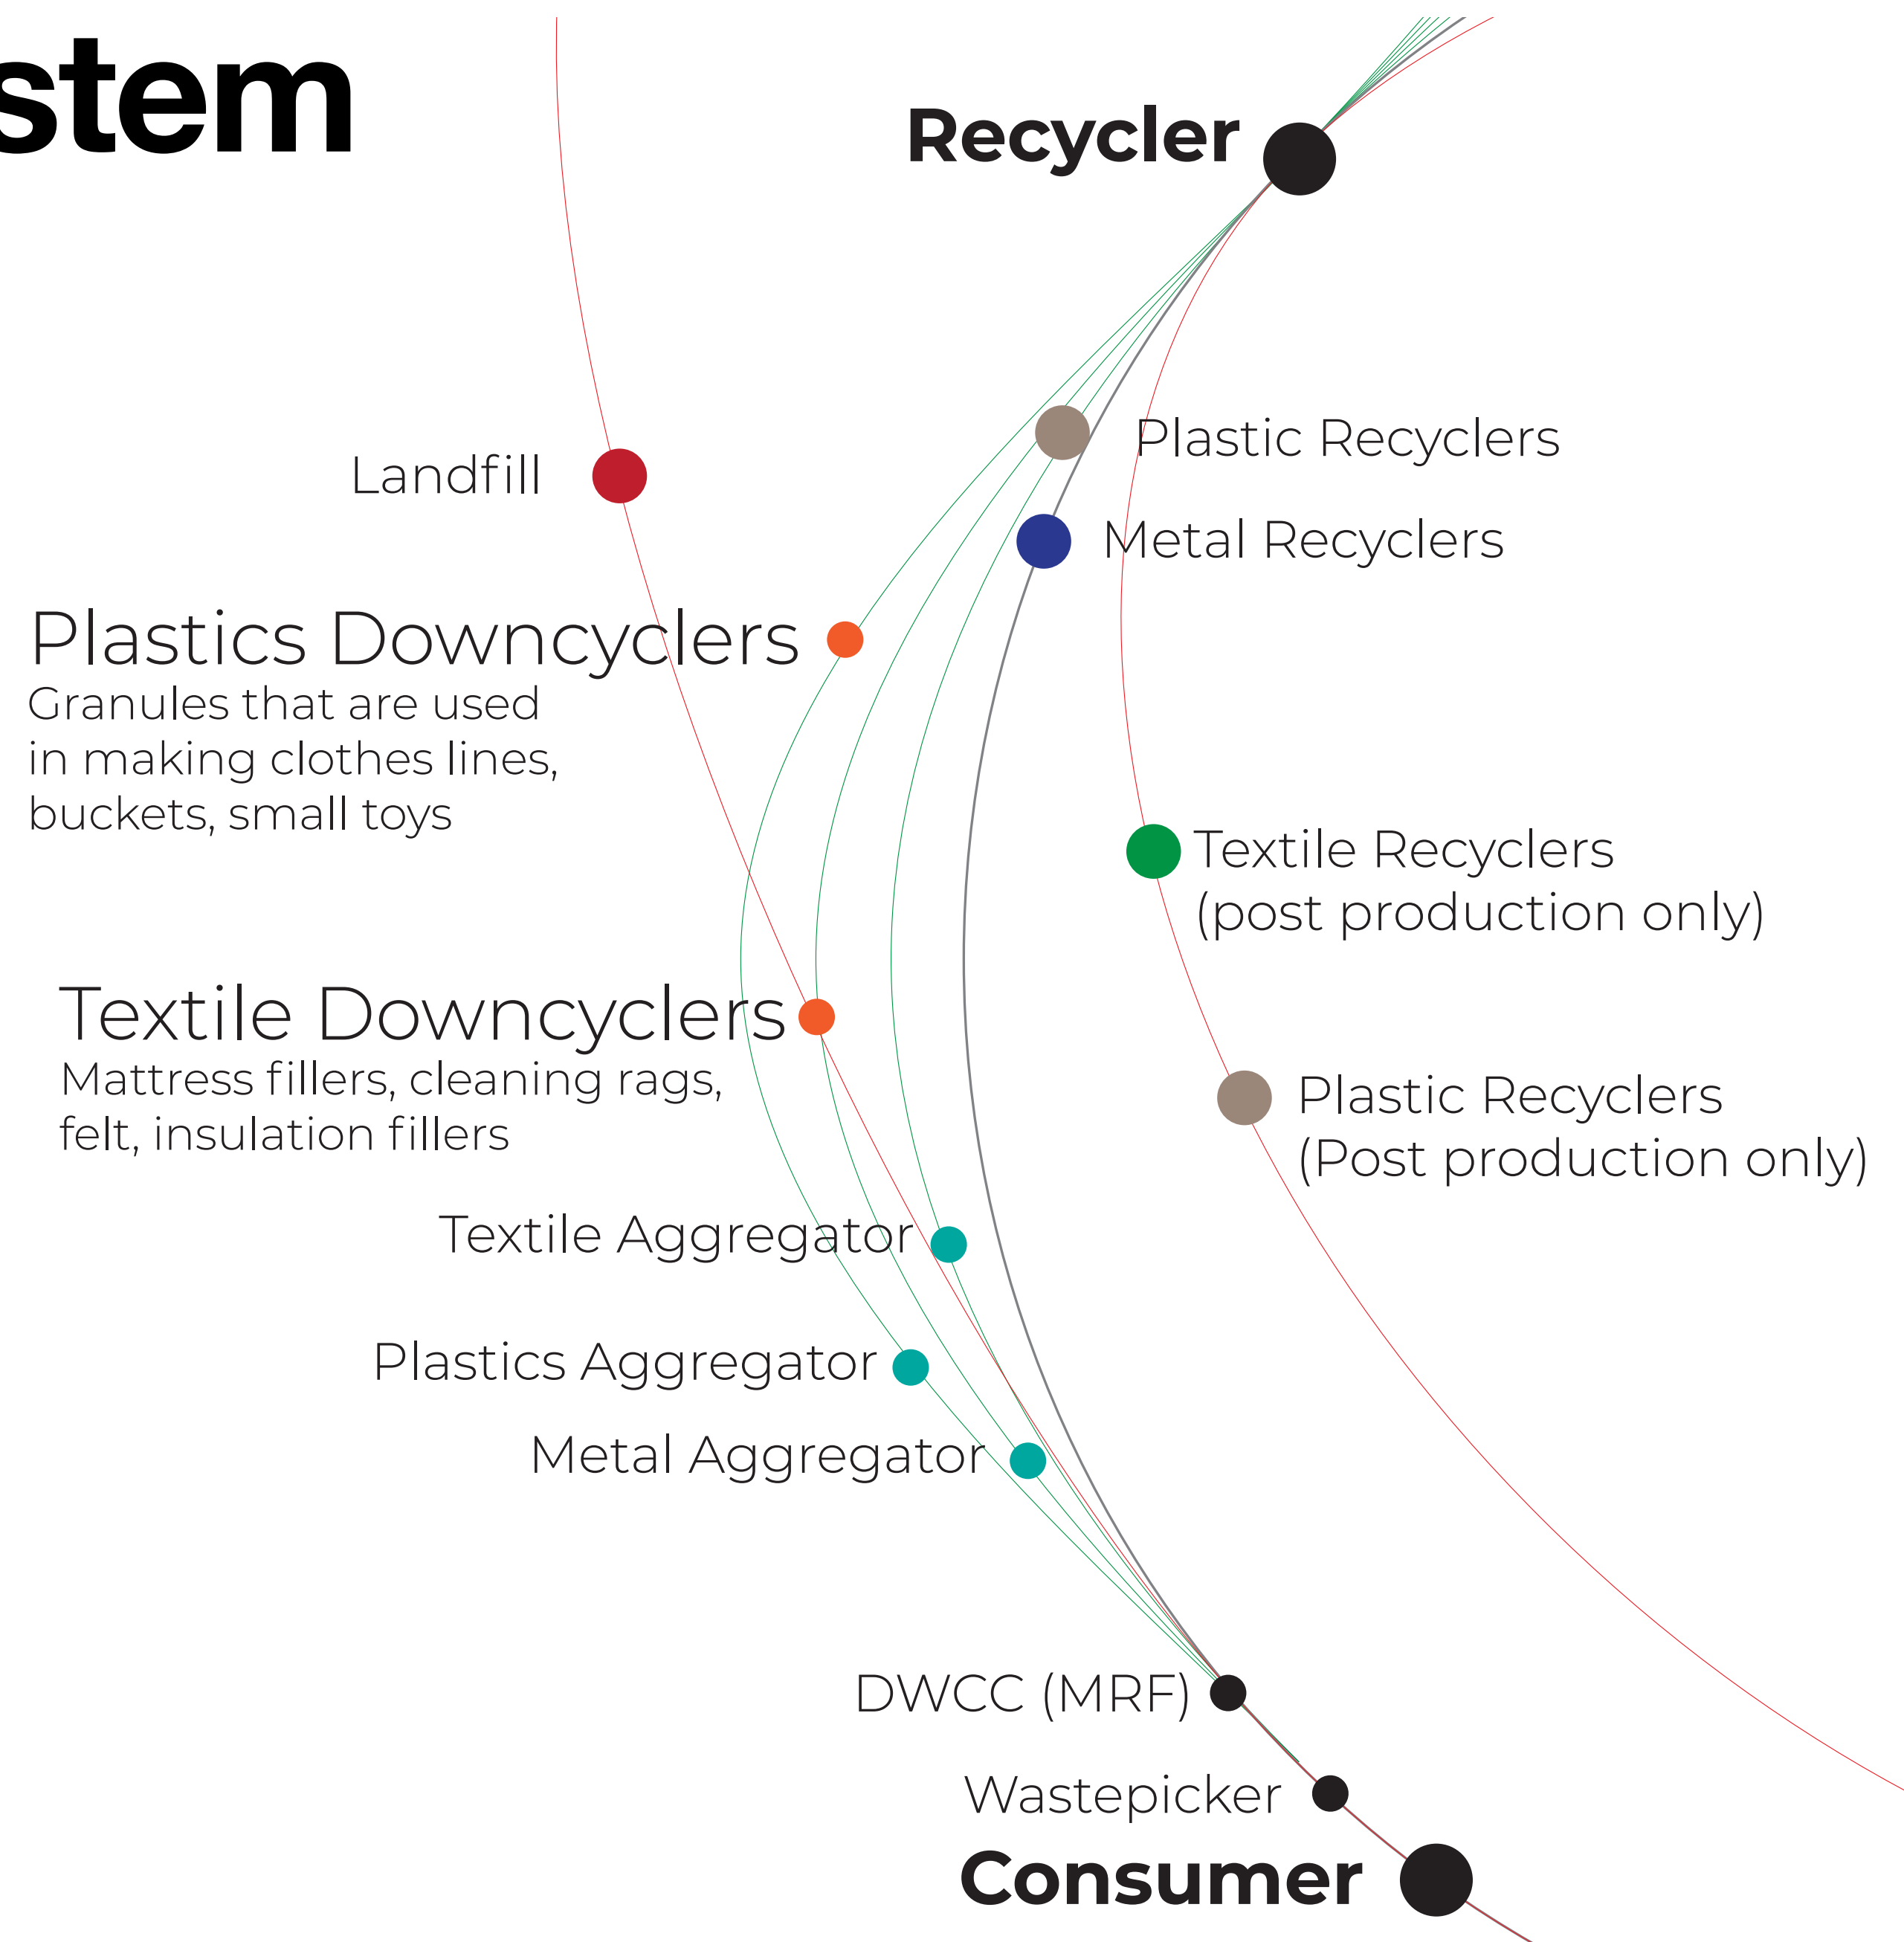 stem
Recycler
Plastic Recyclers
Landfill
Metal Recyclers
Plastics Downcyclers
Granules that are used
in making clothes lines,
buckets, small toys
Textile Recyclers
(post production only)
Textile Downcyclers
Mattress fillers, cleaning rags,
felt, insulation fillers
Plastic Recyclers
(Post production only)
Textile Aggregator
Plastics Aggregator
Metal Aggregator
DWCC (MRF)
Wastepicker
Consumer